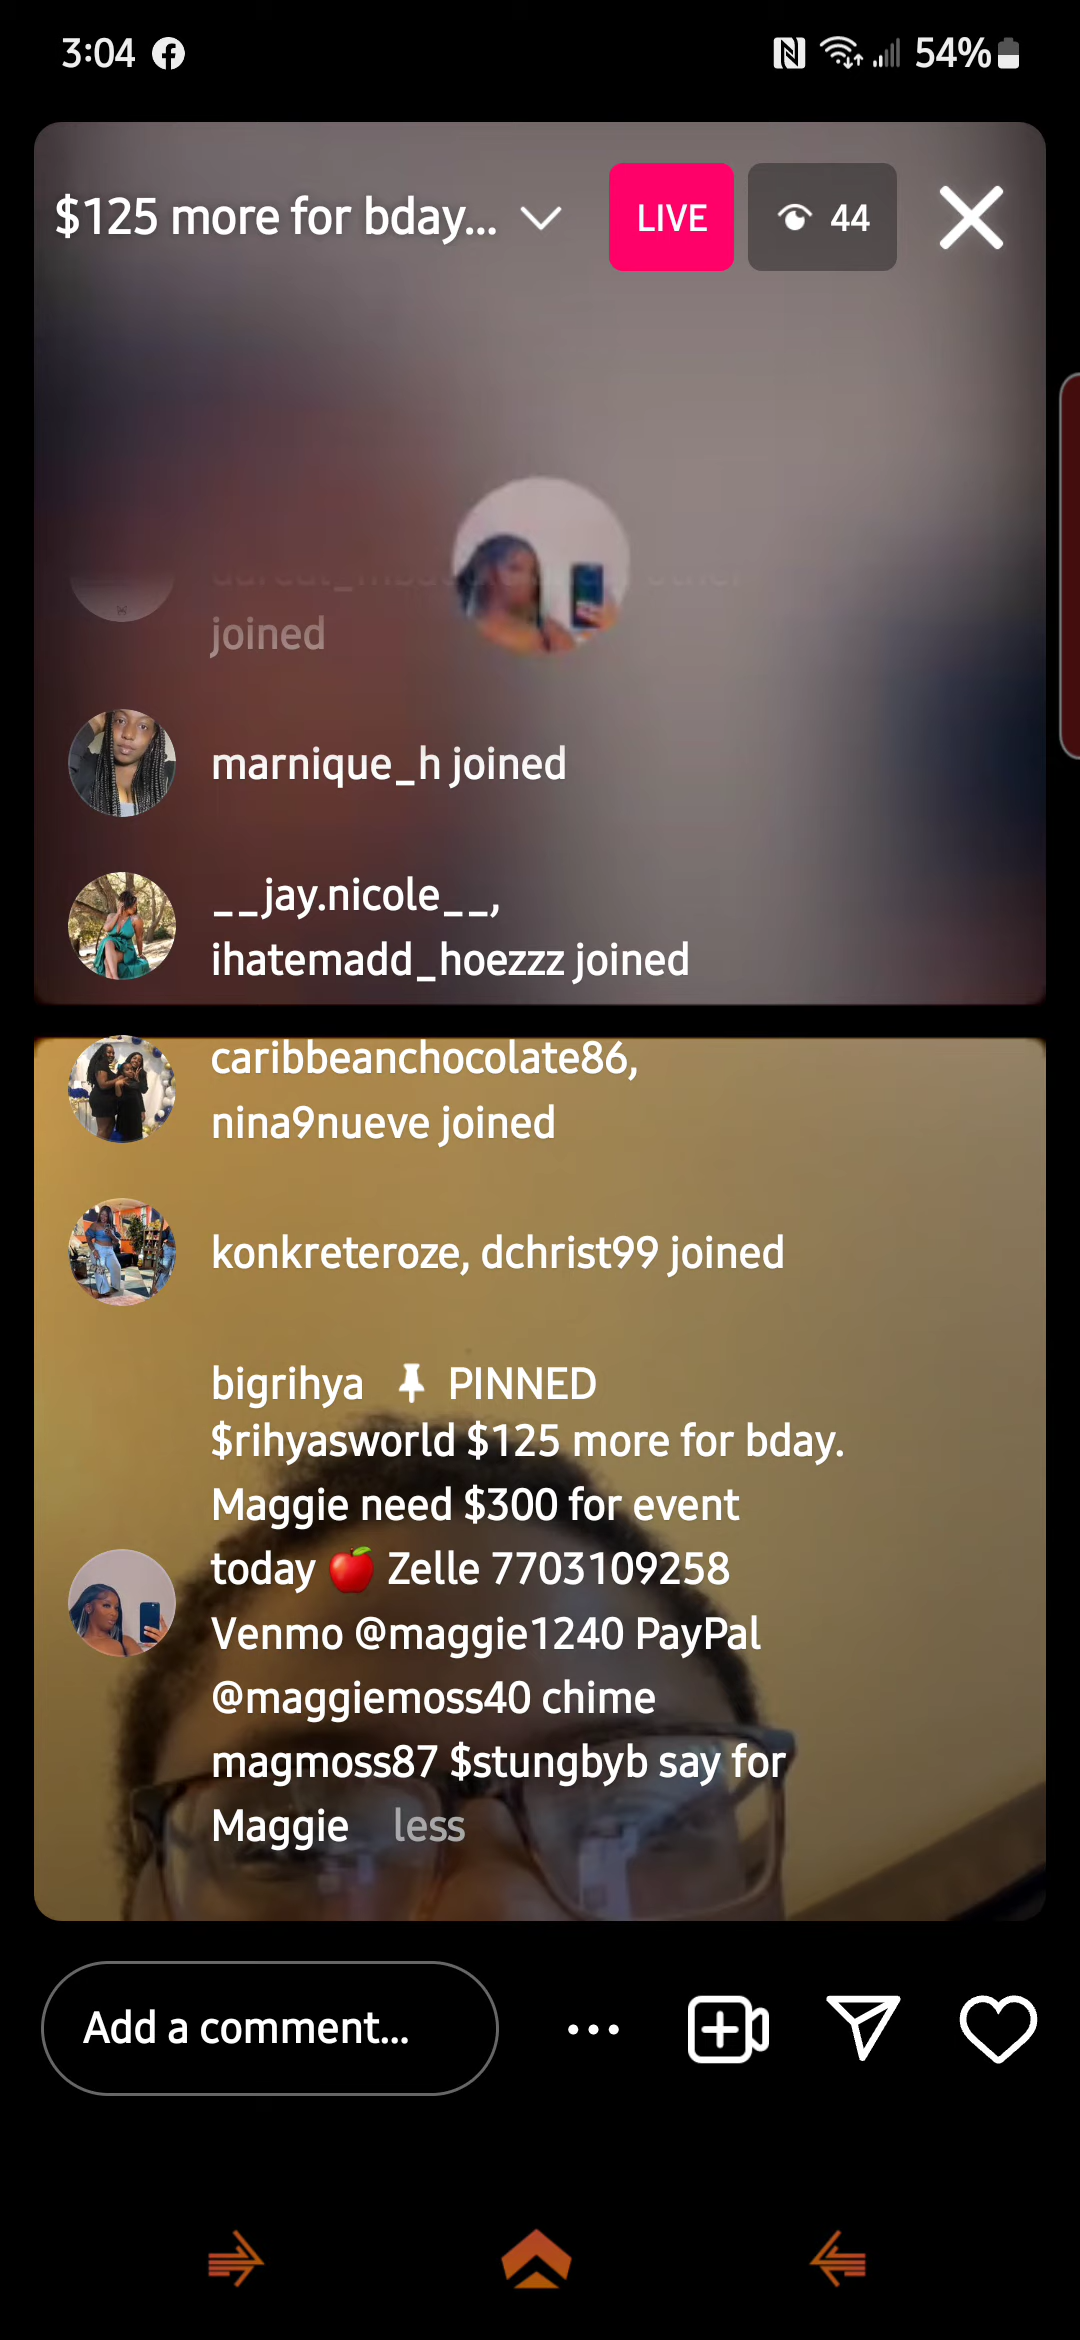 3:04 54%
$125 more for bday... LIVE 44
joined
marnique_h joined
__jay.nicole__,
ihatemadd_hoezzz joined
caribbeanchocolate86,
nina9nueve joined
konkreteroze, dchrist99 joined
bigrihya PINNED
$rihyasworld $125 more for bday.
Maggie need $300 for event
today 🍎 Zelle 7703109258
Venmo @maggie1240 PayPal
@maggiemoss40 chime
magmoss87 $stungbyb say for
Maggie less
Add a comment...